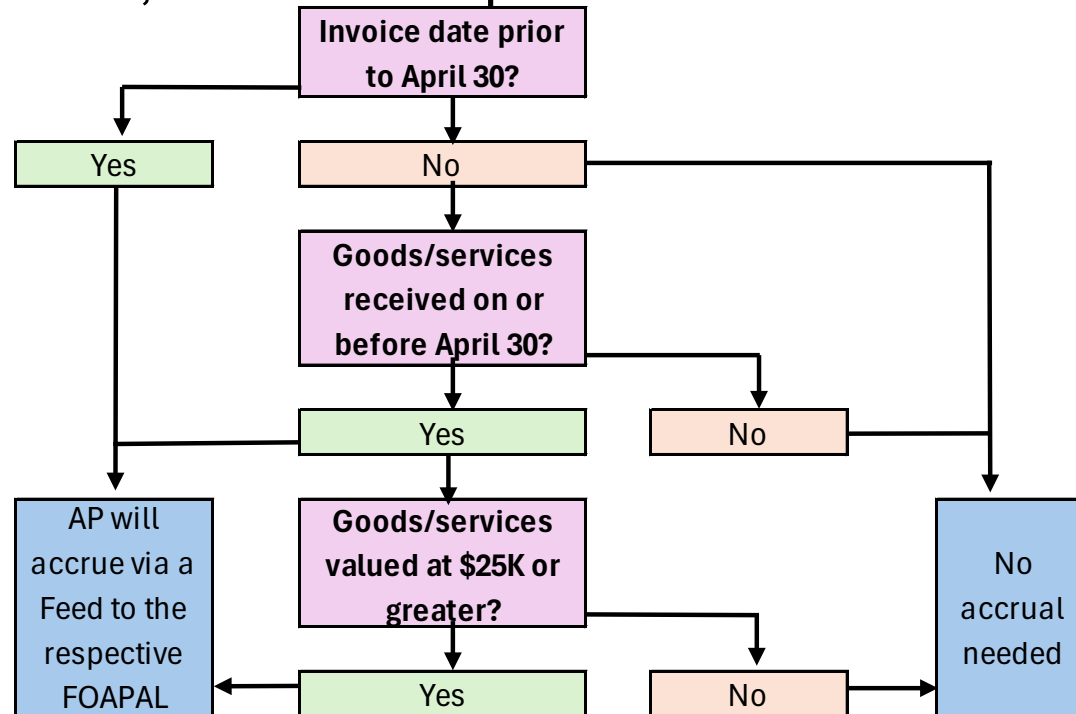 Invoice date prior
to April 30?
Yes
No
Goods/services
received on or
before April 30?
Yes
No
AP will
accrue via a
Feed to the
respective
FOAPAL
Goods/services
valued at $25K or
greater?
No
accrual
needed
Yes
No